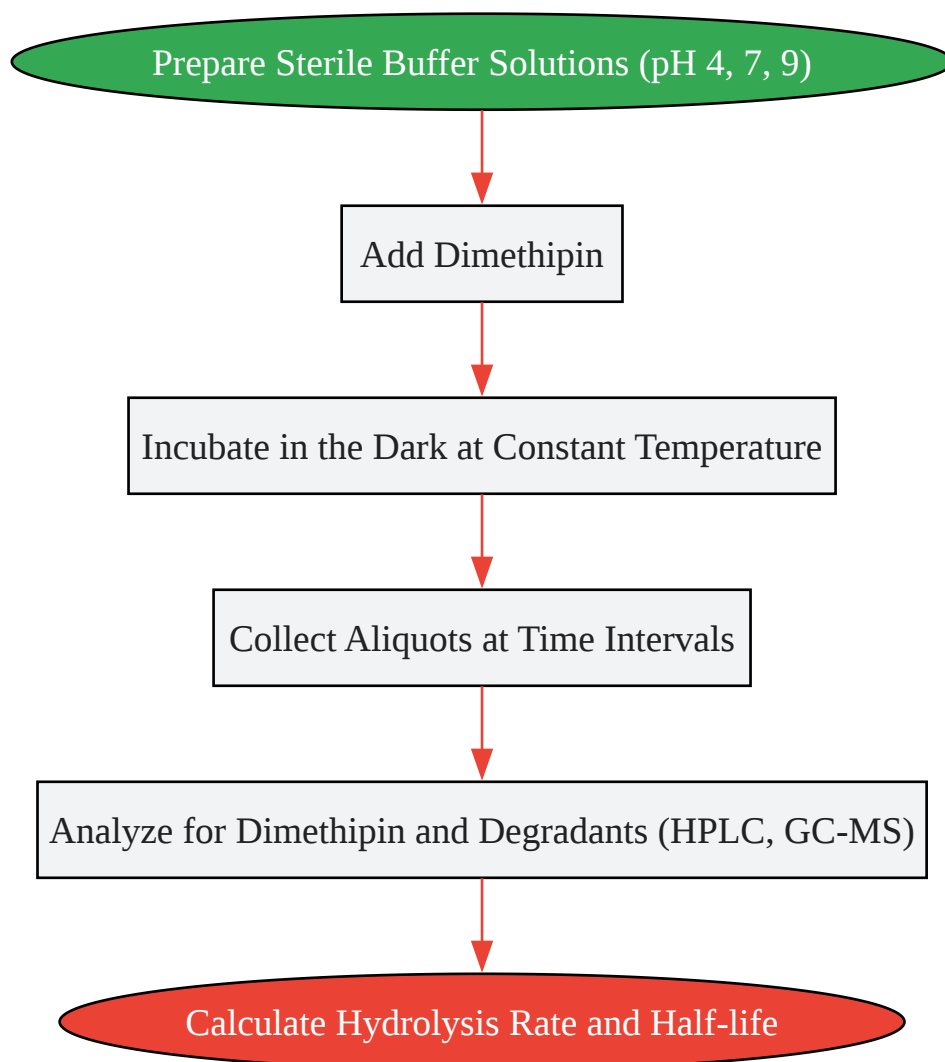 Prepare Sterile Buffer Solutions (pH 4, 7, 9)
Add Dimethipin
Incubate in the Dark at Constant Temperature
Collect Aliquots at Time Intervals
Analyze for Dimethipin and Degradants (HPLC, GC-MS)
Calculate Hydrolysis Rate and Half-life